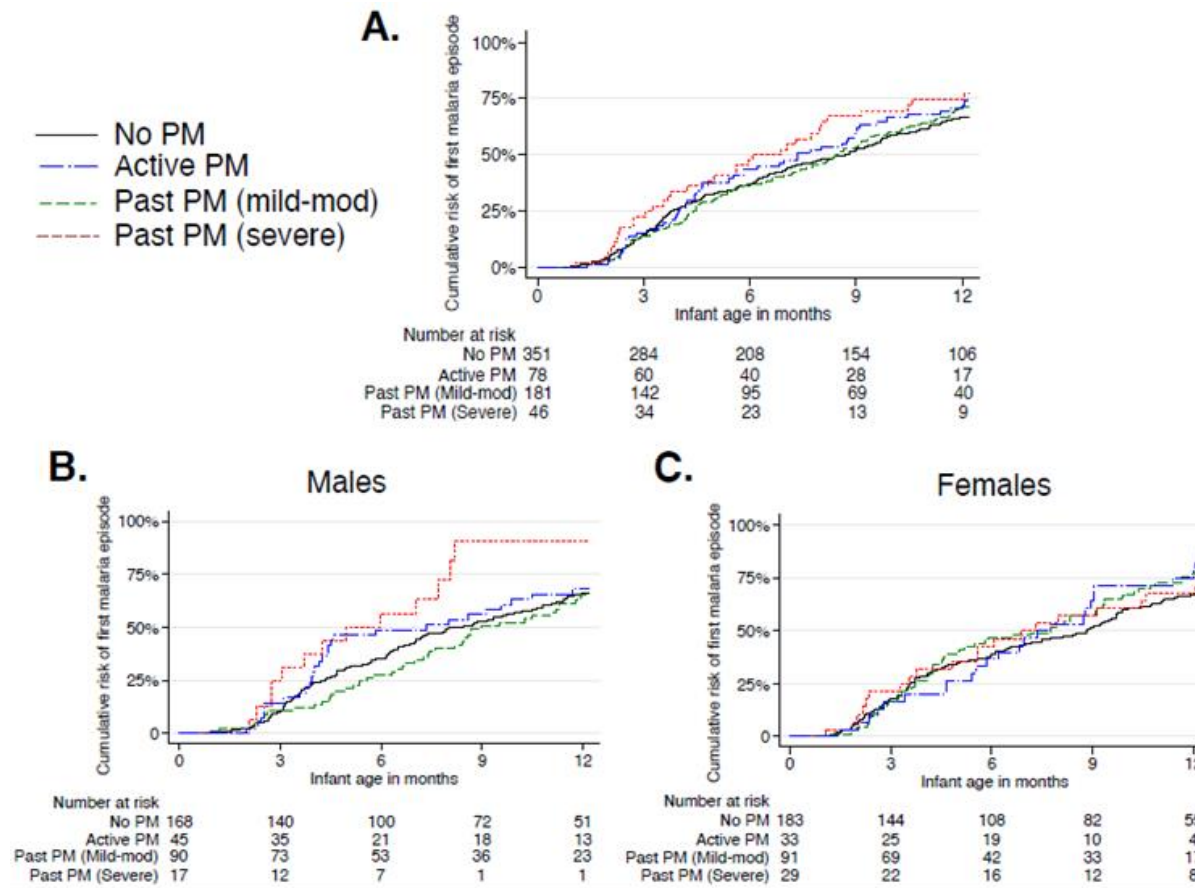 A.
No PM
Active PM
Past PM (mild-mod)
Past PM (severe)
Cumulative risk of first malaria episode
100%
75%
50%
25%
0%
0 3 6 9 12
Infant age in months
Number at risk
No PM 351 284 208 154 106
Active PM 78 60 40 28 17
Past PM (Mild-mod) 181 142 95 69 40
Past PM (Severe) 46 34 23 13 9
B.
Males
Cumulative risk of first malaria episode
100%
75%
50%
25%
0
0 3 6 9 12
Infant age in months
Number at risk
No PM 168 140 100 72 51
Active PM 45 35 21 18 13
Past PM (Mild-mod) 90 73 53 36 23
Past PM (Severe) 17 12 7 1 1
C.
Females
Cumulative risk of first malaria episode
100%
75%
50%
25%
0
0 3 6 9
Infant age in months
Number at risk
No PM 183 144 108 82
Active PM 33 25 19 10 4
Past PM (Mild-mod) 91 69 42 33
Past PM (Severe) 29 22 16 12 8